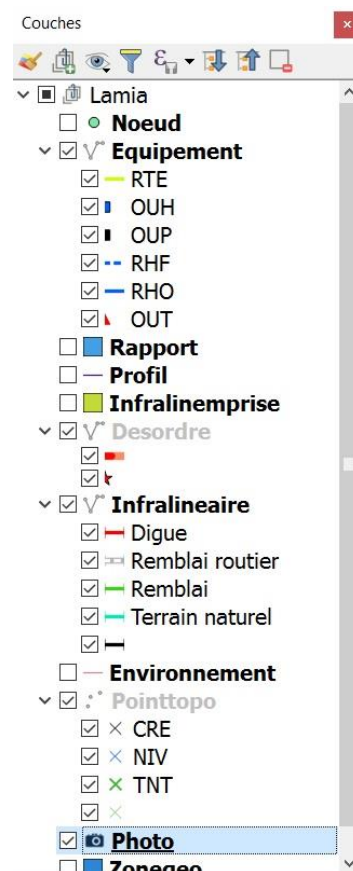 Couches
Lamia
Noeud
Equipement
RTE
OUH
OUP
RHF
RHO
OUT
Rapport
Profil
Infralinemprise
Desordre
Infralineaire
Digue
Remblai routier
Remblai
Terrain naturel
Environnement
Pointtopo
CRE
NIV
TNT
Photo
Zonegeo